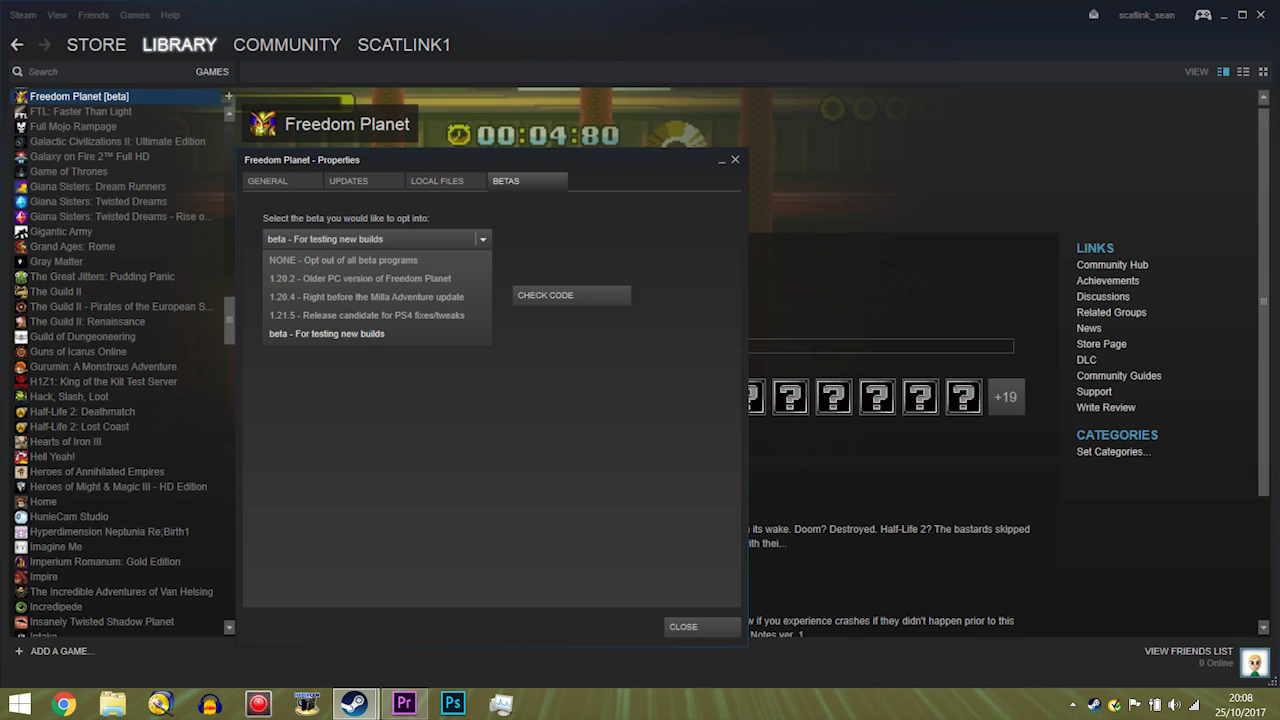 Steam View Friends Games Help
scatlink_sean
STORE LIBRARY COMMUNITY SCATLINK1
Search GAMES
VIEW
Freedom Planet [beta]
FTL: Faster Than Light
Full Mojo Rampage
Galactic Civilizations II: Ultimate Edition
Galaxy on Fire 2™ Full HD
Game of Thrones
Giana Sisters: Dream Runners
Giana Sisters: Twisted Dreams
Giana Sisters: Twisted Dreams - Rise o...
Gigantic Army
Grand Ages: Rome
Gray Matter
The Great Jitters: Pudding Panic
The Guild II
The Guild II - Pirates of the European S...
The Guild II: Renaissance
Guild of Dungeoneering
Guns of Icarus Online
Gurumin: A Monstrous Adventure
H1Z1: King of the Kill Test Server
Hack, Slash, Loot
Half-Life 2: Deathmatch
Half-Life 2: Lost Coast
Hearts of Iron III
Hell Yeah!
Heroes of Annihilated Empires
Heroes of Might & Magic III - HD Edition
Home
HunieCam Studio
Hyperdimension Neptunia Re;Birth1
Imagine Me
Imperium Romanum: Gold Edition
Impire
The Incredible Adventures of Van Helsing
Incredipede
Insanely Twisted Shadow Planet
Intake
+ ADD A GAME...
Freedom Planet
00:04:80
Freedom Planet - Properties
GENERAL UPDATES LOCAL FILES BETAS
Select the beta you would like to opt into:
beta - For testing new builds
NONE - Opt out of all beta programs
1.20.2 - Older PC version of Freedom Planet
1.20.4 - Right before the Milla Adventure update
1.21.5 - Release candidate for PS4 fixes/tweaks
beta - For testing new builds
CHECK CODE
CLOSE
? ? ? ? ? +19
its wake. Doom? Destroyed. Half-Life 2? The bastards skipped
thei...
if you experience crashes if they didn't happen prior to this
Notes ver. 1
LINKS
Community Hub
Achievements
Discussions
Related Groups
News
Store Page
DLC
Community Guides
Support
Write Review
CATEGORIES
Set Categories...
VIEW FRIENDS LIST
0 Online
Pr
Ps
20:08
25/10/2017